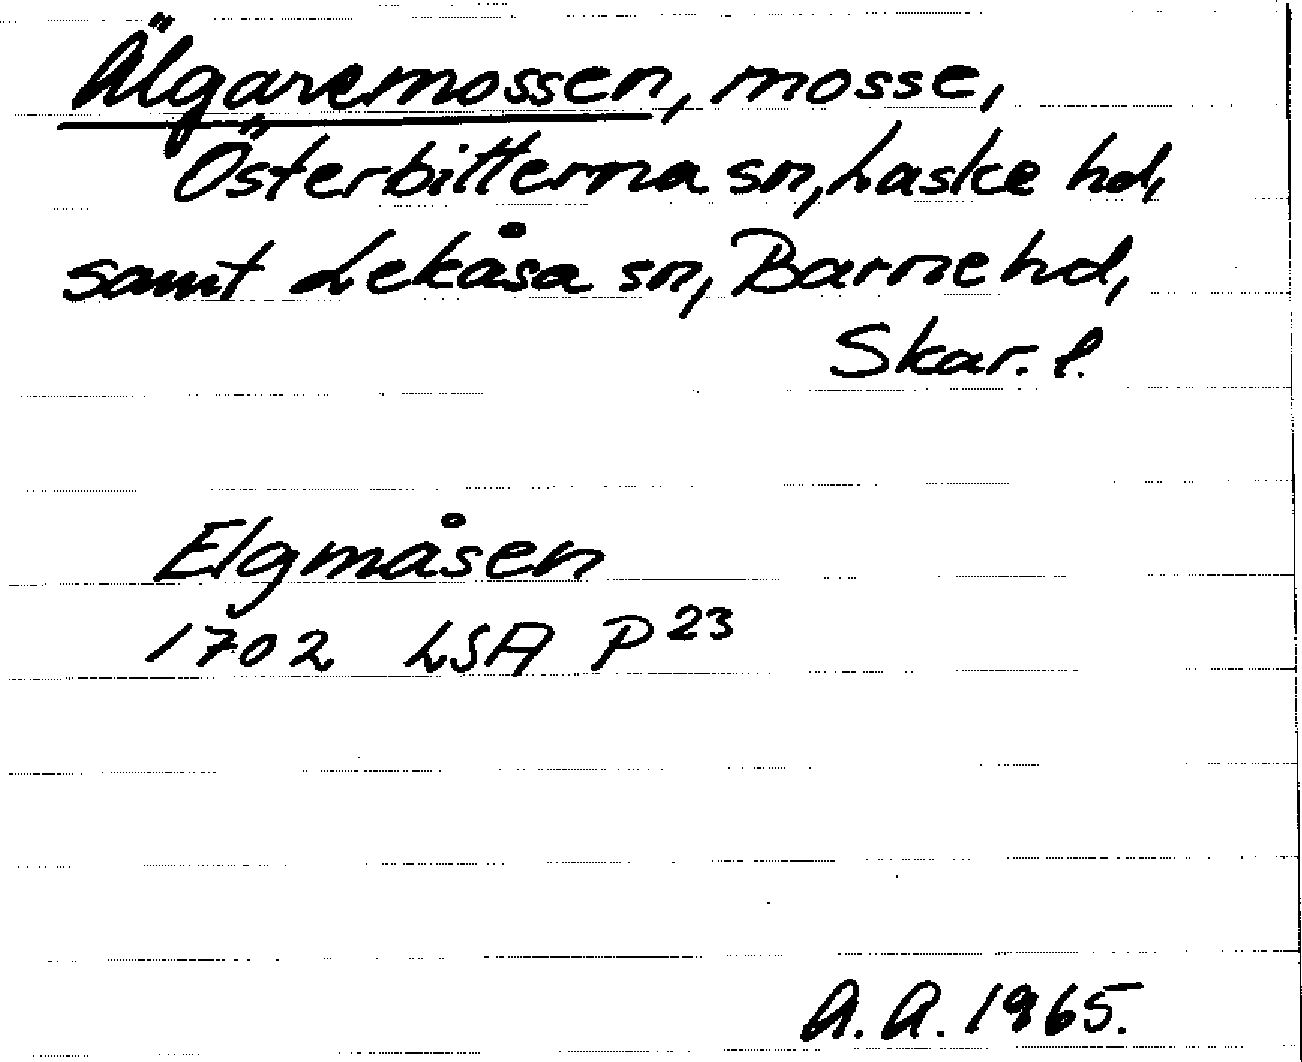 Älgaremossen, mosse,
Österbitterna sn, Laske hd,
samt Lekåsa sn, Barne hd,
Skar. l.
Elgmåsen
1702 LSA P23
A.A. 1965.